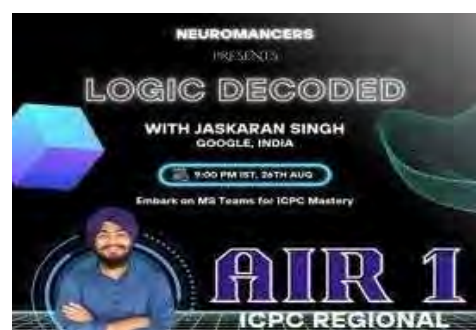 NEUROMANCERS
PRESENTS
LOGIC DECODED
WITH JASKARAN SINGH
GOOGLE, INDIA
9:00 PM IST, 26TH AUG
Embark on MS Teams for ICPC Mastery
AIR 1
ICPC REGIONAL